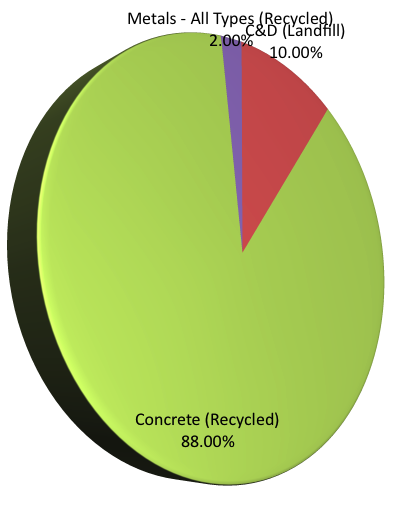 Metals - All Types (Recycled)
2.00%
C&D (Landfill)
10.00%
Concrete (Recycled)
88.00%